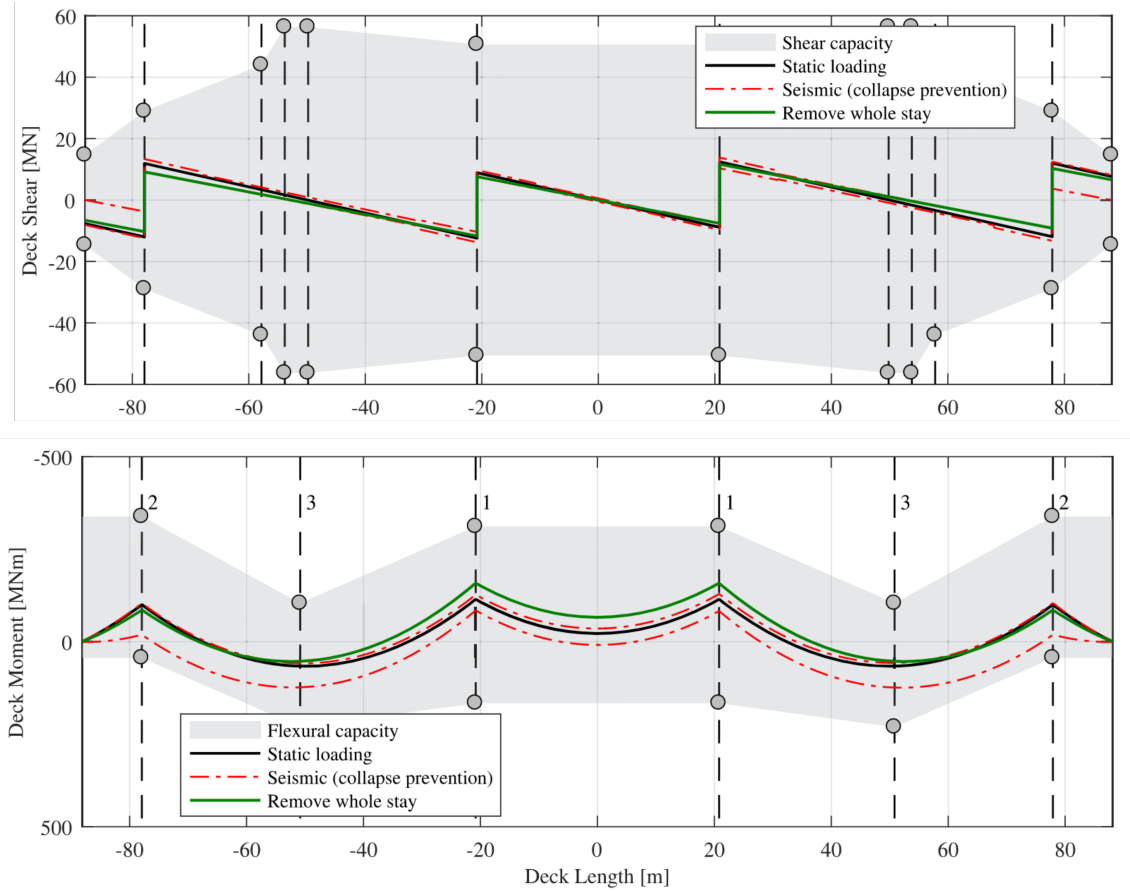 60
40
20
0
-20
-40
-60
Deck Shear [MN]
Shear capacity
Static loading
Seismic (collapse prevention)
Remove whole stay
-80 -60 -40 -20 0 20 40 60 80
-500
0
500
Deck Moment [MNm]
2 3 1 1 3 2
Flexural capacity
Static loading
Seismic (collapse prevention)
Remove whole stay
-80 -60 -40 -20 0 20 40 60 80
Deck Length [m]